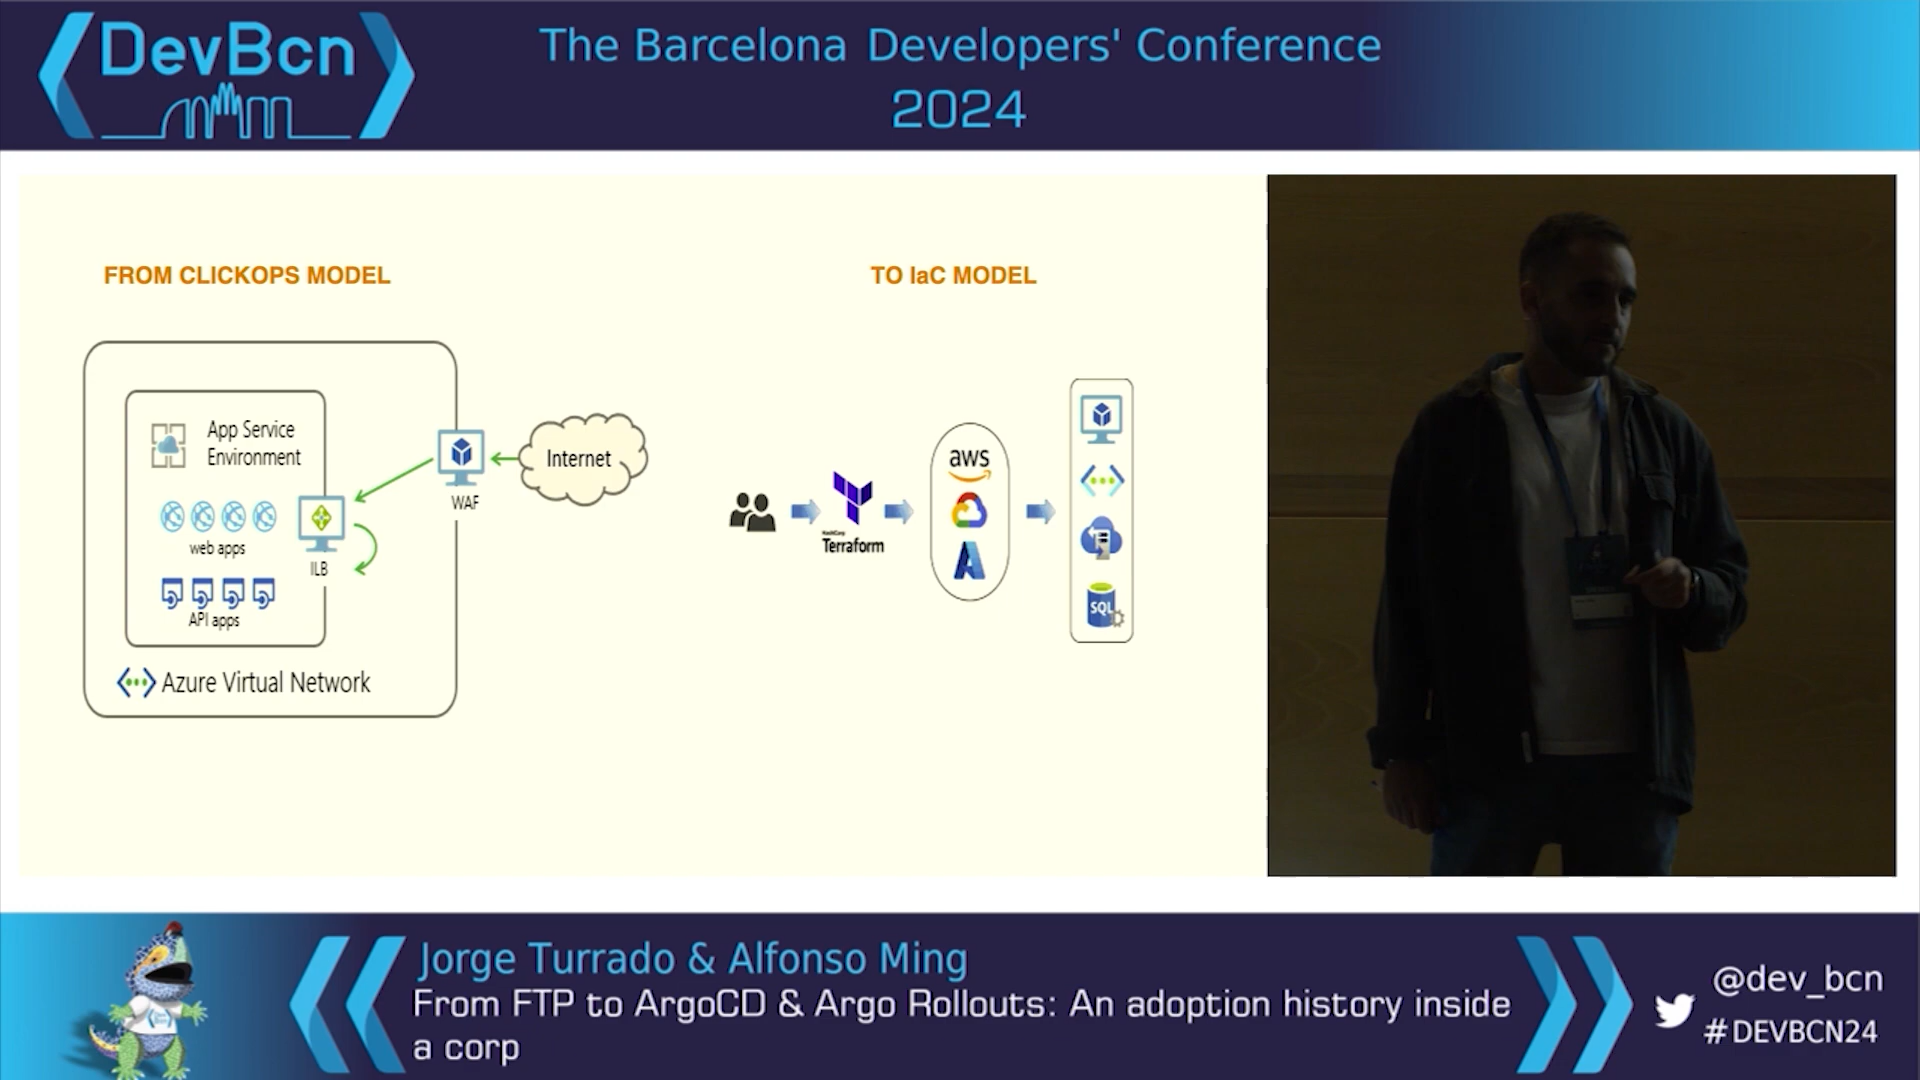 DevBcn
The Barcelona Developers' Conference
2024
FROM CLICKOPS MODEL
TO IaC MODEL
App Service
Environment
web apps
API apps
ILB
WAF
Internet
Azure Virtual Network
HashiCorp
Terraform
aws
SQL
Jorge Turrado & Alfonso Ming
From FTP to ArgoCD & Argo Rollouts: An adoption history inside
a corp
@dev_bcn
#DEVBCN24